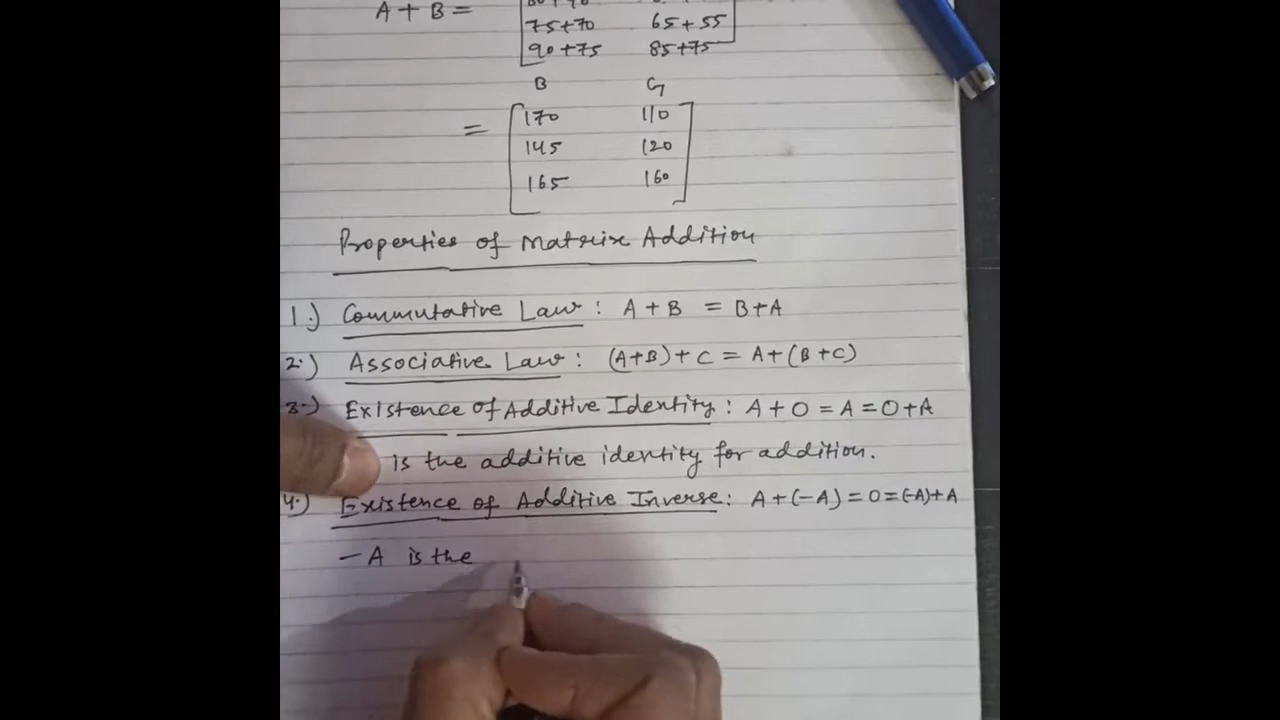 A + B =
75+70 65+55
90+75 85+75
B G
= 170 110
145 120
165 160
Properties of Matrix Addition
1.) Commutative Law : A + B = B+A
2.) Associative Law : (A+B) + C = A+(B+C)
3.) Existence of Additive Identity : A + O = A = O+A
is the additive identity for addition.
4.) Existence of Additive Inverse : A+(-A) = O = (-A)+A
- A is the